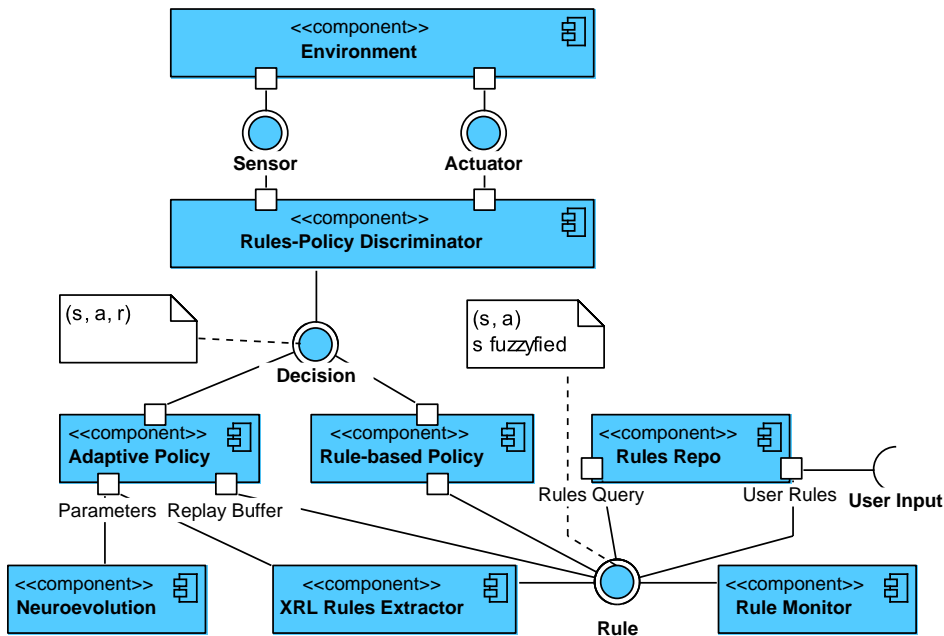 <<component>>
Environment
Sensor
Actuator
<<component>>
Rules-Policy Discriminator
(s, a, r)
(s, a)
s fuzzyfied
Decision
<<component>>
Adaptive Policy
<<component>>
Rule-based Policy
<<component>>
Rules Repo
Parameters
Replay Buffer
Rules Query
User Rules
User Input
<<component>>
Neuroevolution
<<component>>
XRL Rules Extractor
<<component>>
Rule Monitor
Rule